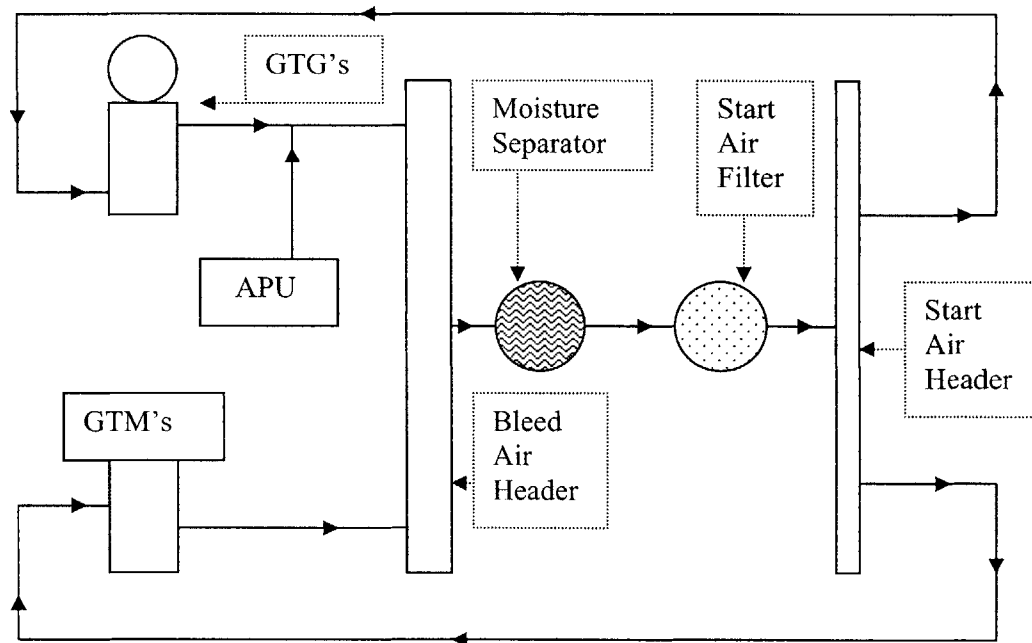 GTG's
Moisture
Separator
Start
Air
Filter
APU
Start
Air
Header
GTM's
Bleed
Air
Header